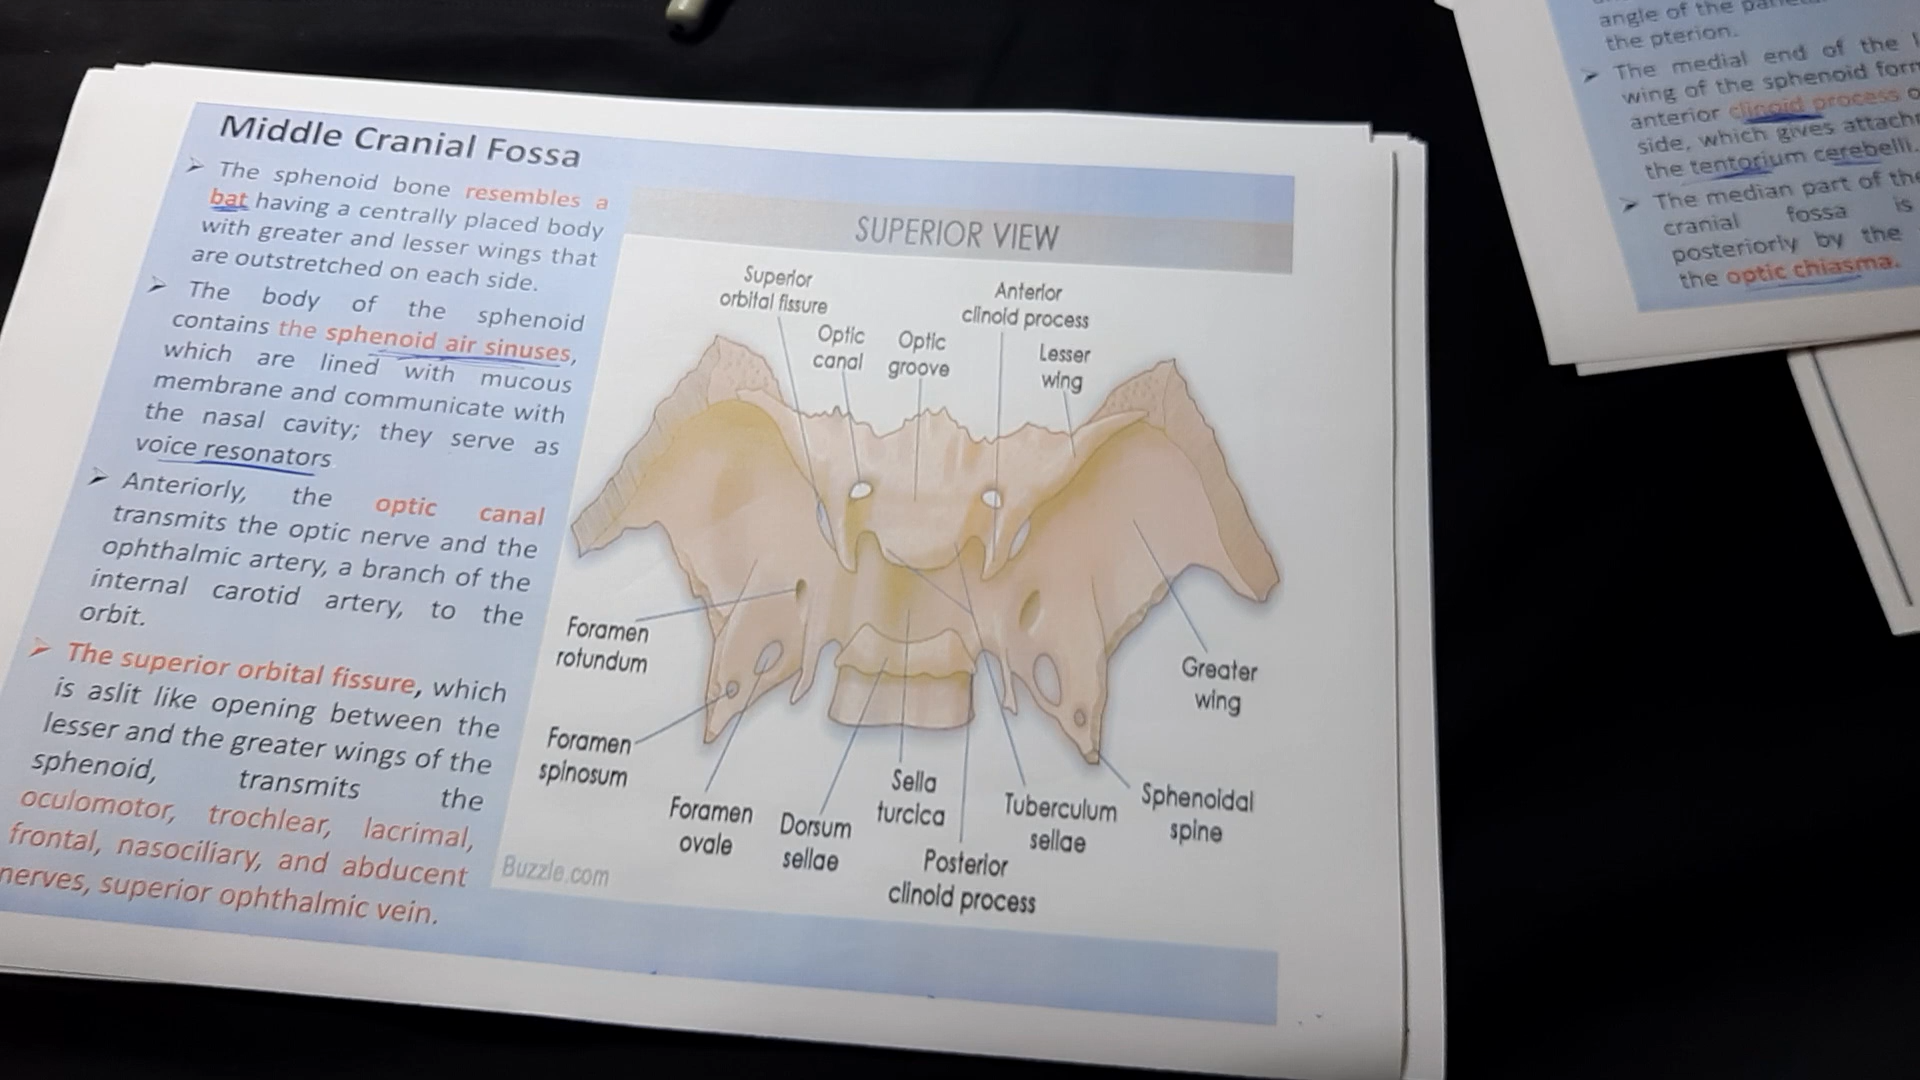 Middle Cranial Fossa
➤ The sphenoid bone resembles a
bat having a centrally placed body
with greater and lesser wings that
are outstretched on each side.
➤ The body of the sphenoid
contains the sphenoid air sinuses,
which are lined with mucous
membrane and communicate with
the nasal cavity; they serve as
voice resonators
➤ Anteriorly, the optic canal
transmits the optic nerve and the
ophthalmic artery, a branch of the
internal carotid artery, to the
orbit.
➤ The superior orbital fissure, which
is aslit like opening between the
lesser and the greater wings of the
sphenoid, transmits the
oculomotor, trochlear, lacrimal,
frontal, nasociliary, and abducent
nerves, superior ophthalmic vein.
SUPERIOR VIEW
Superior
orbital fissure
Optic
canal
Optic
groove
Anterior
clinoid process
Lesser
wing
Foramen
rotundum
Foramen
spinosum
Foramen
ovale
Dorsum
sellae
Sella
turcica
Posterior
clinoid process
Tuberculum
sellae
Sphenoidal
spine
Greater
wing
Buzzle.com
angle of the
the pterion.
➤ The medial end of the
wing of the sphenoid
anterior clinoid process
side, which gives
the tentorium cerebelli.
➤ The median part of the
cranial fossa is
posteriorly by the
the optic chiasma.